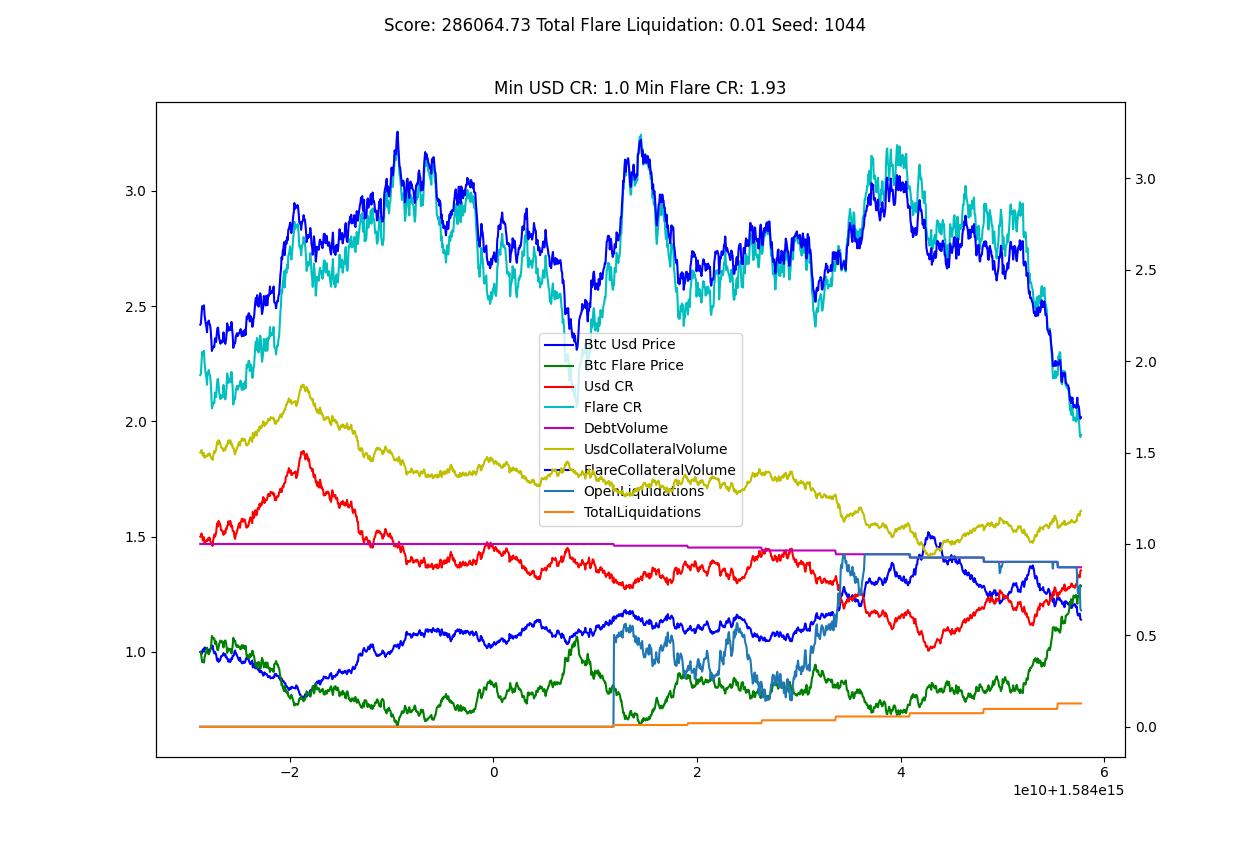 Score: 286064.73 Total Flare Liquidation: 0.01 Seed: 1044
Min USD CR: 1.0 Min Flare CR: 1.93
3.0
2.5
2.0
1.5
1.0
3.0
2.5
2.0
1.5
1.0
0.5
0.0
Btc Usd Price
Btc Flare Price
Usd CR
Flare CR
DebtVolume
UsdCollateralVolume
FlareCollateralVolume
OpenLiquidations
TotalLiquidations
−2 0 2 4 6
1e10+1.584e15